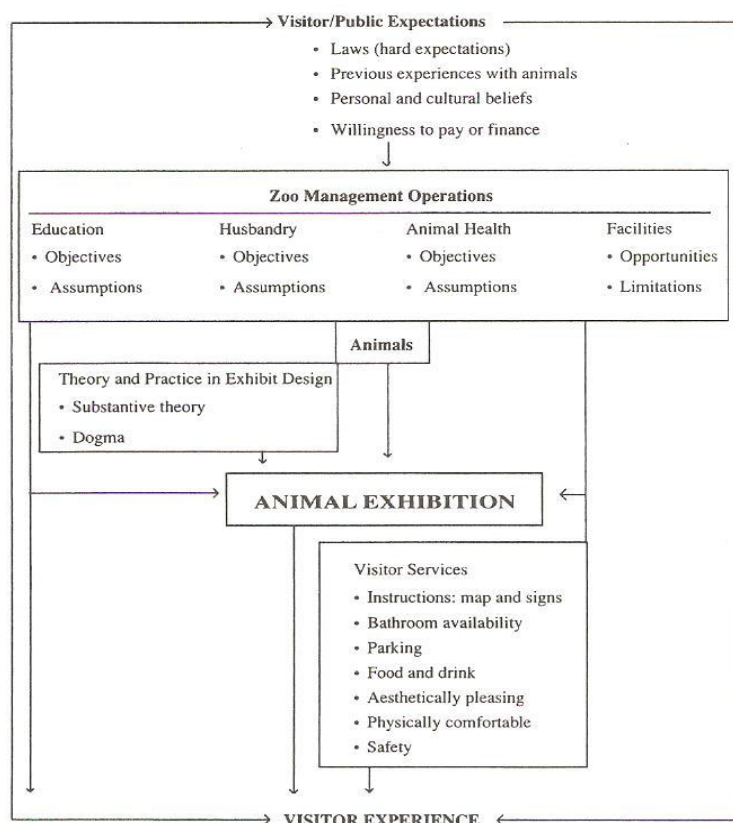 Visitor/Public Expectations
• Laws (hard expectations)
• Previous experiences with animals
• Personal and cultural beliefs
• Willingness to pay or finance
Zoo Management Operations
Education
• Objectives
• Assumptions
Husbandry
• Objectives
• Assumptions
Animal Health
• Objectives
• Assumptions
Facilities
• Opportunities
• Limitations
Animals
Theory and Practice in Exhibit Design
• Substantive theory
• Dogma
ANIMAL EXHIBITION
Visitor Services
• Instructions: map and signs
• Bathroom availability
• Parking
• Food and drink
• Aesthetically pleasing
• Physically comfortable
• Safety
VISITOR EXPERIENCE